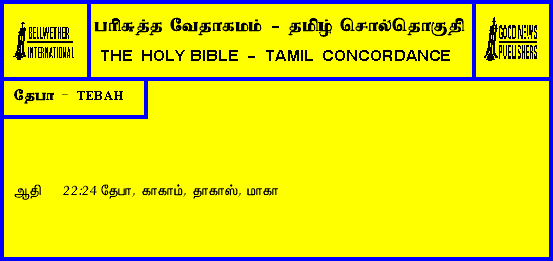 BELLWETHER
INTERNATIONAL
பரிசுத்த வேதாகமம் - தமிழ் சொல்தொகுதி
THE HOLY BIBLE - TAMIL CONCORDANCE
GOOD NEWS
PUBLISHERS
தேபா - TEBAH
ஆதி 22:24 தேபா, காகாம், தாகாஸ், மாகா